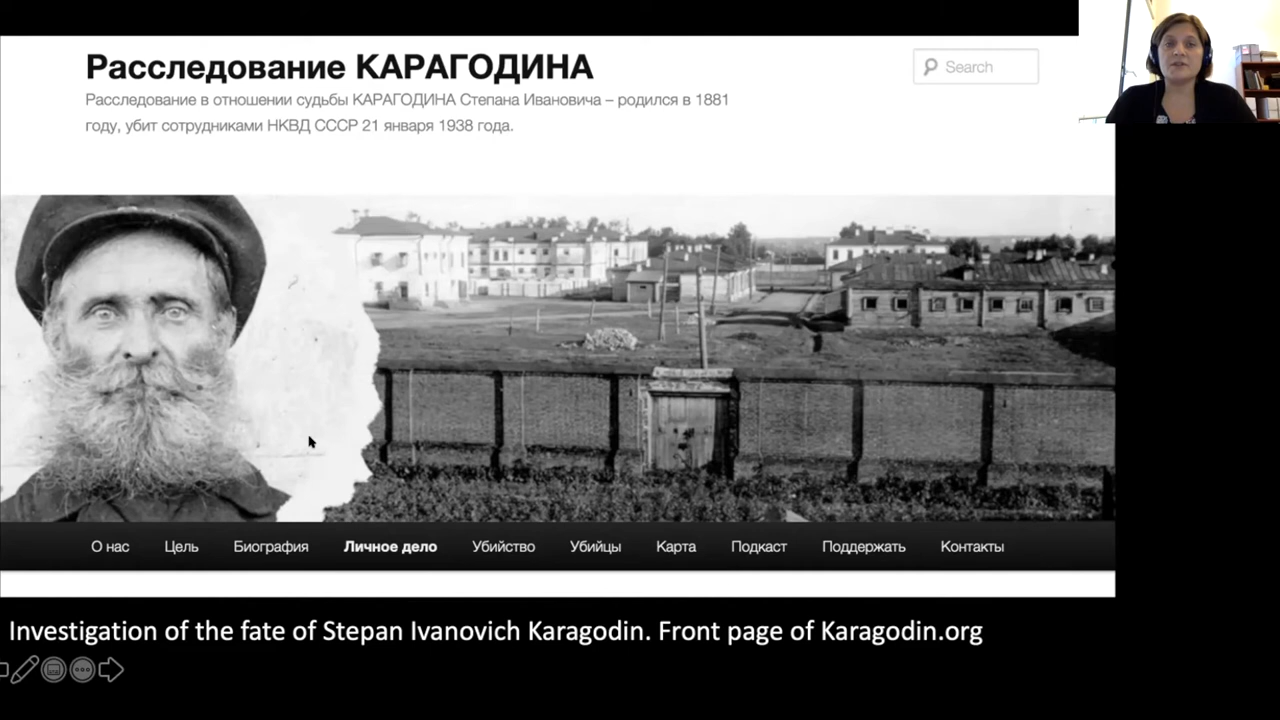 Расследование КАРАГОДИНА
Search
Расследование в отношении судьбы КАРАГОДИНА Степана Ивановича – родился в 1881
году, убит сотрудниками НКВД СССР 21 января 1938 года.
О нас Цель Биография Личное дело Убийство Убийцы Карта Подкаст Поддержать Контакты
Investigation of the fate of Stepan Ivanovich Karagodin. Front page of Karagodin.org